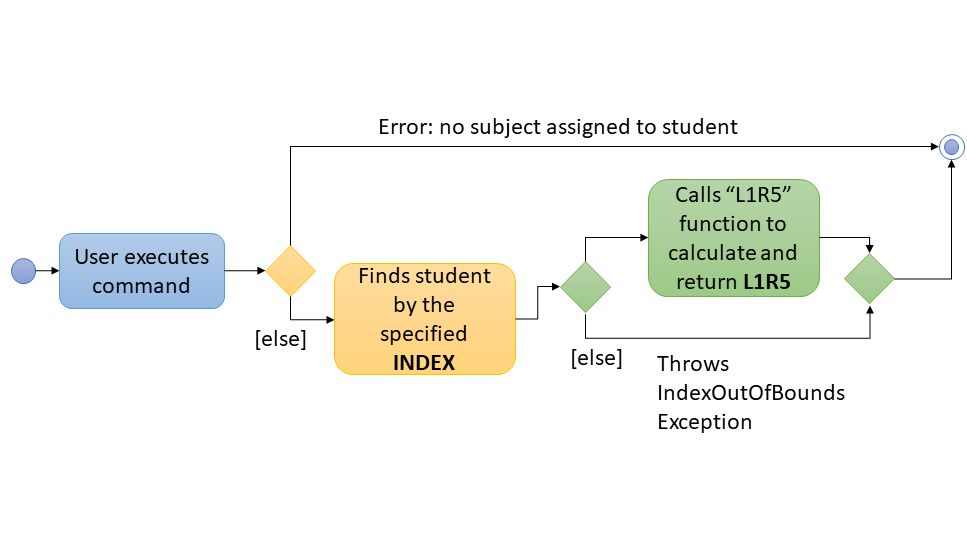 Error: no subject assigned to student
User executes
command
[else]
Finds student
by the
specified
INDEX
Calls “L1R5”
function to
calculate and
return L1R5
[else]
Throws
IndexOutOfBounds
Exception